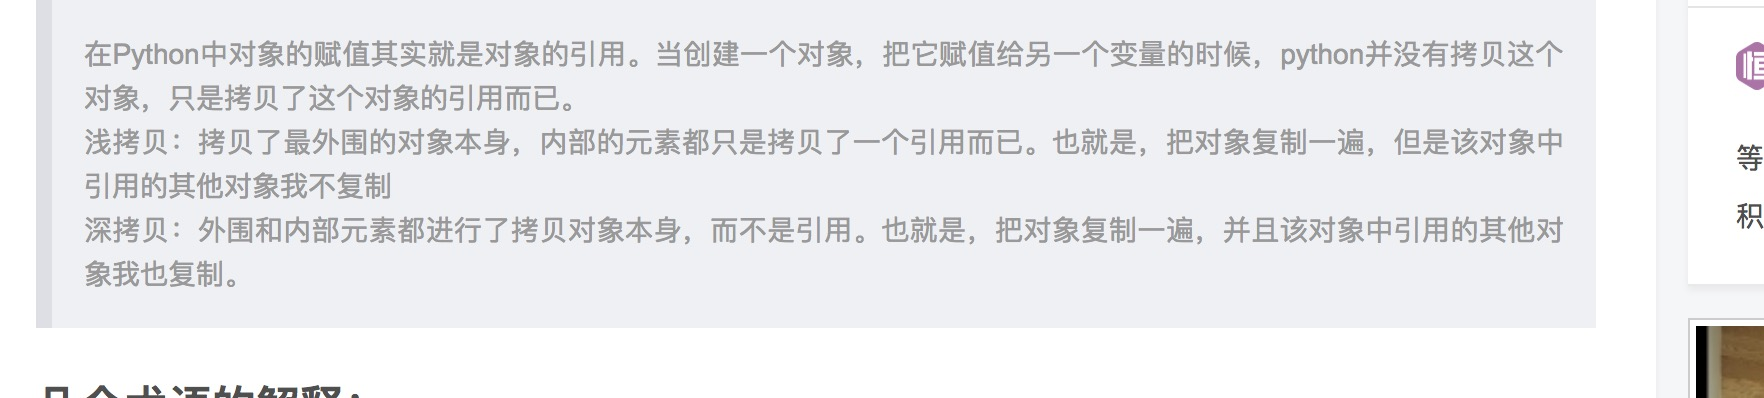 在Python中对象的赋值其实就是对象的引用。当创建一个对象，把它赋值给另一个变量的时候，python并没有拷贝这个
对象，只是拷贝了这个对象的引用而已。
浅拷贝：拷贝了最外围的对象本身，内部的元素都只是拷贝了一个引用而已。也就是，把对象复制一遍，但是该对象中
引用的其他对象我不复制
深拷贝：外围和内部元素都进行了拷贝对象本身，而不是引用。也就是，把对象复制一遍，并且该对象中引用的其他对
象我也复制。
几个术语的解释：
恒
等
积